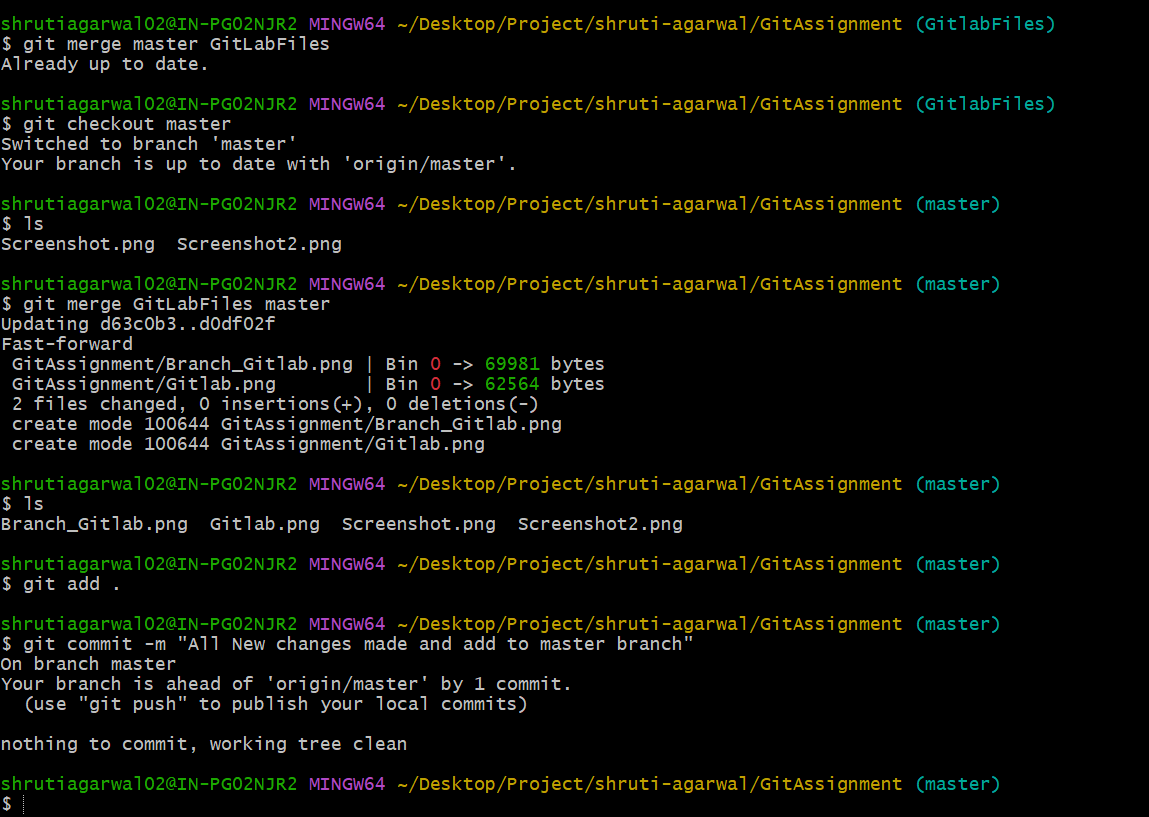 shrutiagarwal02@IN-PG02NJR2 MINGW64 ~/Desktop/Project/shruti-agarwal/GitAssignment (GitlabFiles)
$ git merge master GitLabFiles
Already up to date.

shrutiagarwal02@IN-PG02NJR2 MINGW64 ~/Desktop/Project/shruti-agarwal/GitAssignment (GitlabFiles)
$ git checkout master
Switched to branch 'master'
Your branch is up to date with 'origin/master'.

shrutiagarwal02@IN-PG02NJR2 MINGW64 ~/Desktop/Project/shruti-agarwal/GitAssignment (master)
$ ls
Screenshot.png  Screenshot2.png

shrutiagarwal02@IN-PG02NJR2 MINGW64 ~/Desktop/Project/shruti-agarwal/GitAssignment (master)
$ git merge GitLabFiles master
Updating d63c0b3..d0df02f
Fast-forward
 GitAssignment/Branch_Gitlab.png | Bin 0 -> 69981 bytes
 GitAssignment/Gitlab.png        | Bin 0 -> 62564 bytes
 2 files changed, 0 insertions(+), 0 deletions(-)
 create mode 100644 GitAssignment/Branch_Gitlab.png
 create mode 100644 GitAssignment/Gitlab.png

shrutiagarwal02@IN-PG02NJR2 MINGW64 ~/Desktop/Project/shruti-agarwal/GitAssignment (master)
$ ls
Branch_Gitlab.png  Gitlab.png  Screenshot.png  Screenshot2.png

shrutiagarwal02@IN-PG02NJR2 MINGW64 ~/Desktop/Project/shruti-agarwal/GitAssignment (master)
$ git add .

shrutiagarwal02@IN-PG02NJR2 MINGW64 ~/Desktop/Project/shruti-agarwal/GitAssignment (master)
$ git commit -m "All New changes made and add to master branch"
On branch master
Your branch is ahead of 'origin/master' by 1 commit.
  (use "git push" to publish your local commits)

nothing to commit, working tree clean

shrutiagarwal02@IN-PG02NJR2 MINGW64 ~/Desktop/Project/shruti-agarwal/GitAssignment (master)
$